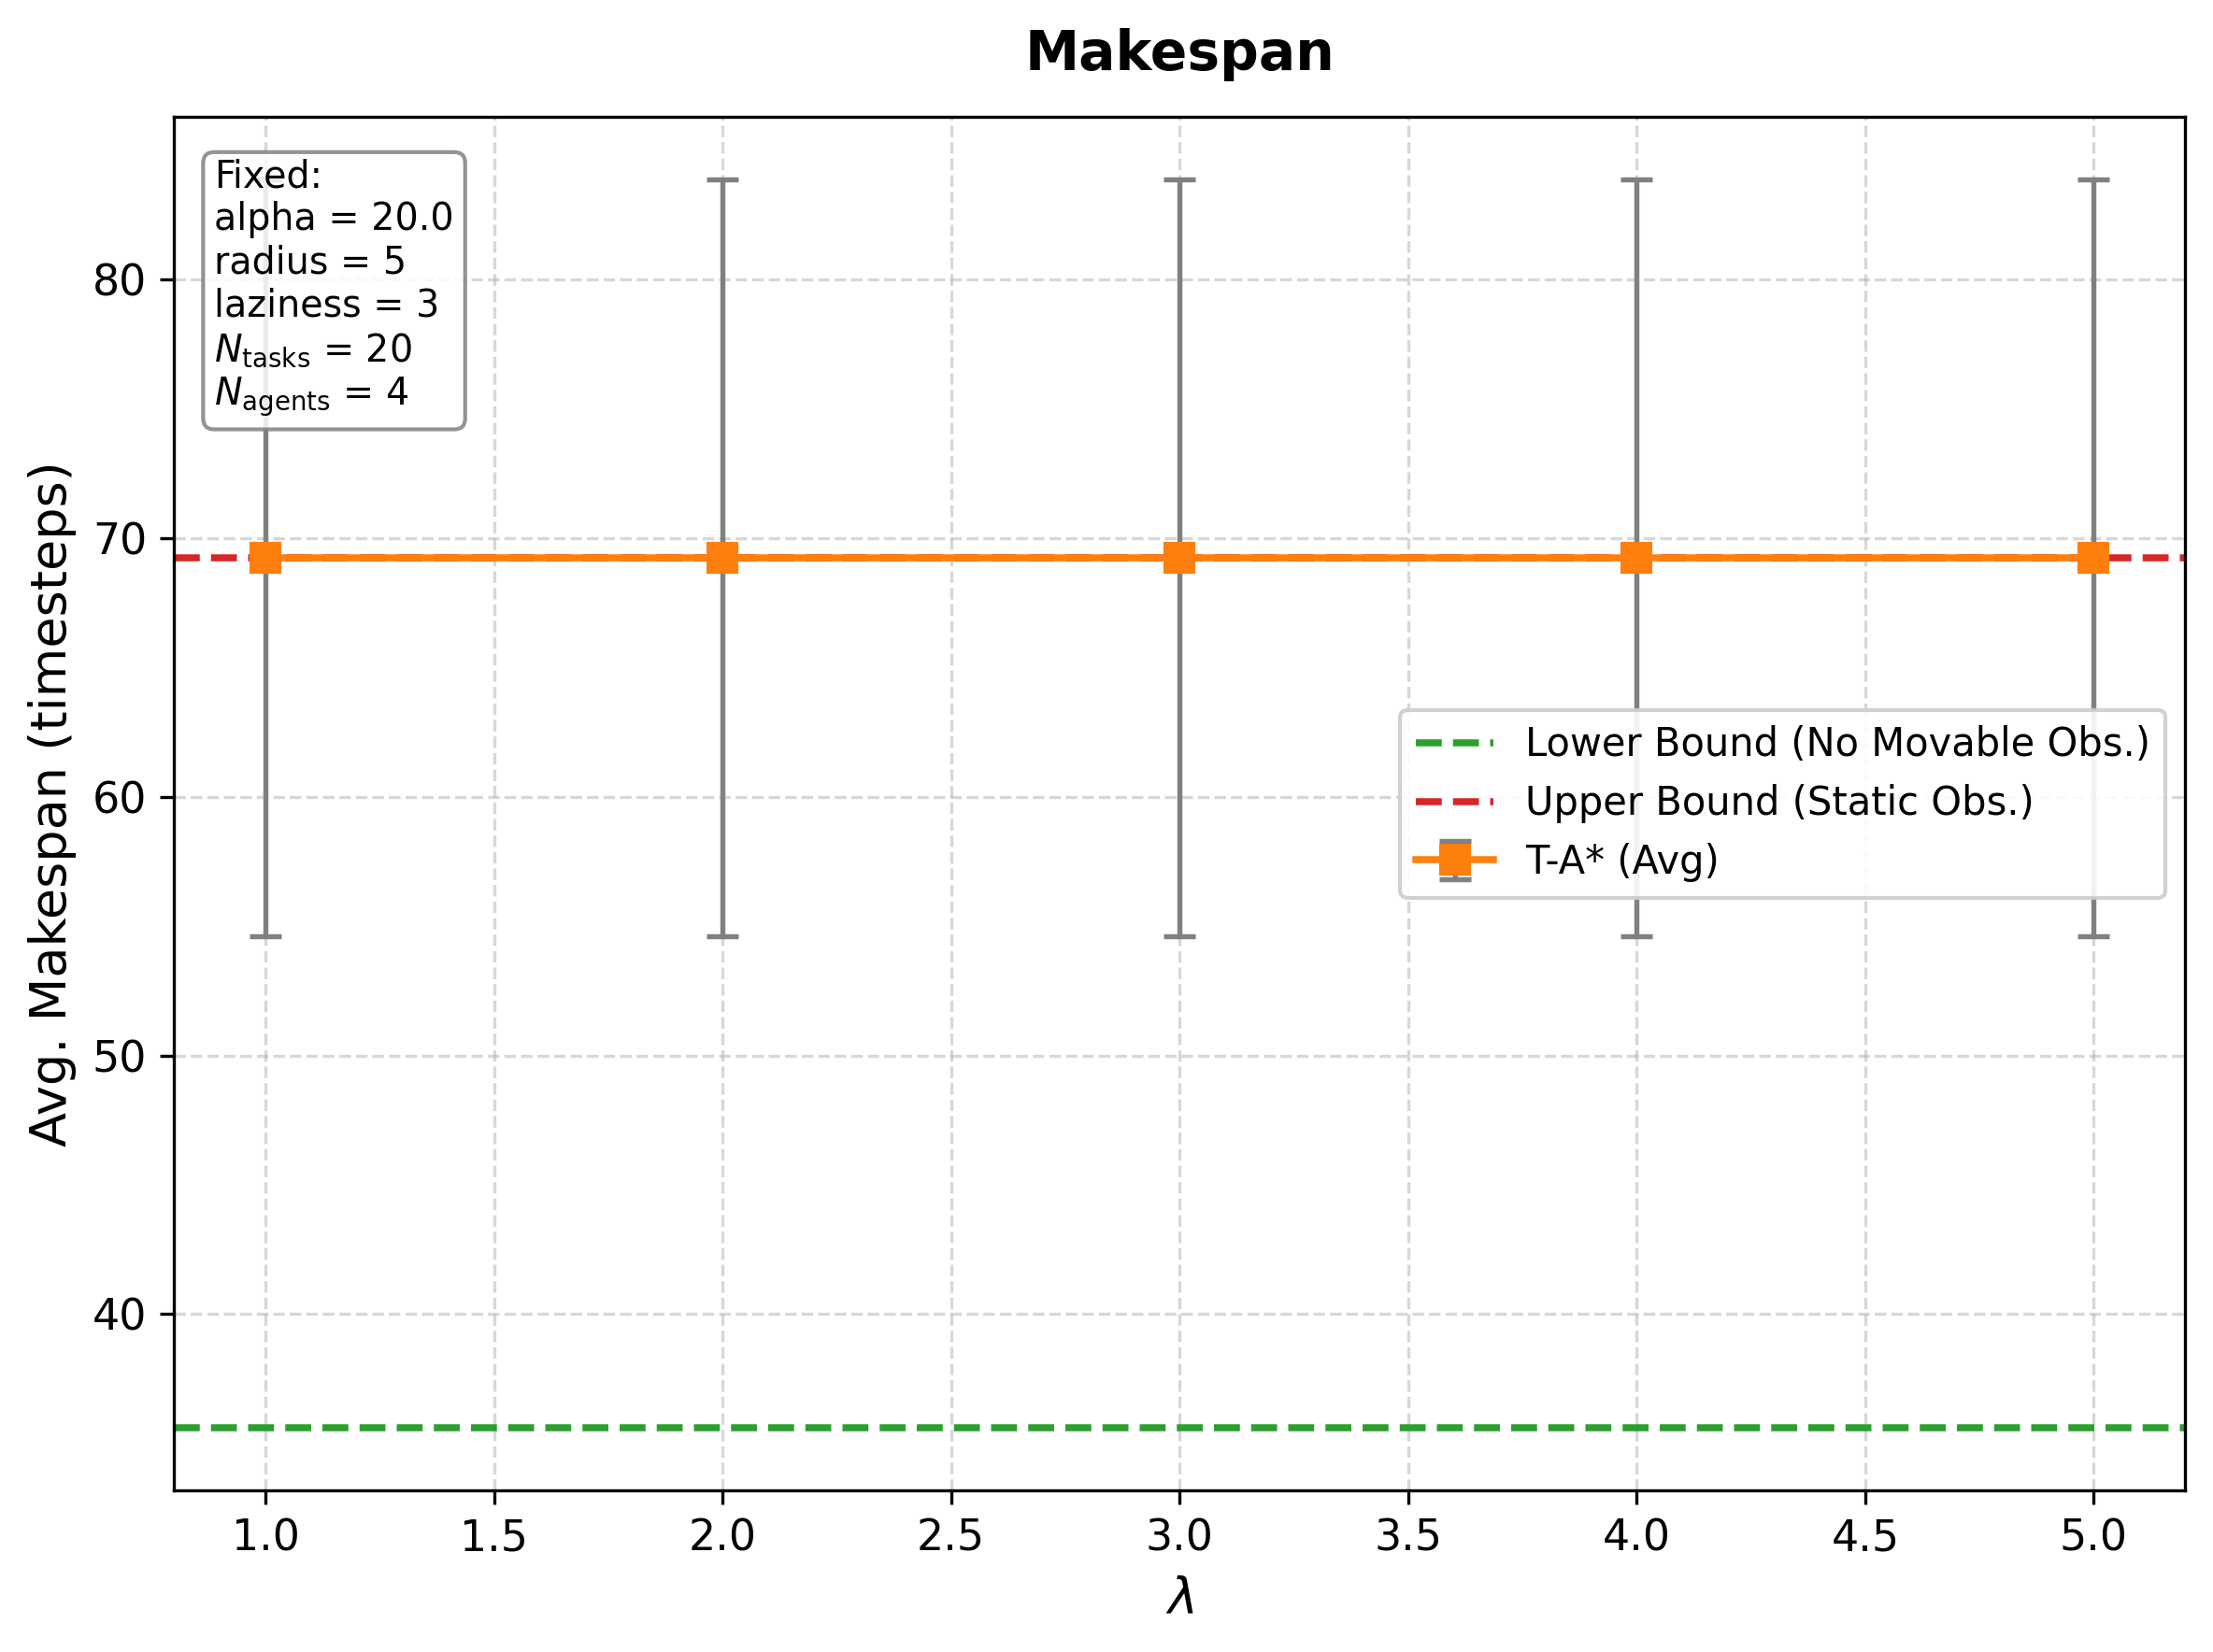 Makespan
Fixed:
alpha = 20.0
radius = 5
laziness = 3
N_tasks = 20
N_agents = 4
Avg. Makespan (timesteps)
80
70
60
50
40
Lower Bound (No Movable Obs.)
Upper Bound (Static Obs.)
T-A* (Avg)
1.0 1.5 2.0 2.5 3.0 3.5 4.0 4.5 5.0
λ